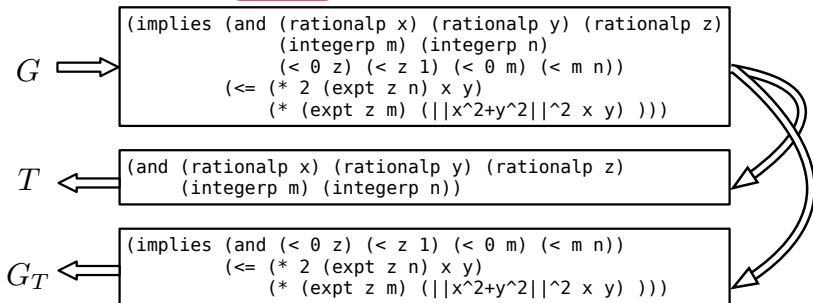 (implies (and (rationalp x) (rationalp y) (rationalp z)
(integerp m) (integerp n)
G
(< 0 z) (< z 1) (< 0 m) (< m n))
(<= (* 2 (expt z n) x y)
(* (expt z m) (||x^2+y^2||^2 x y) )))
(and (rationalp x) (rationalp y) (rationalp z)
T
(integerp m) (integerp n))
(implies (and (< 0 z) (< z 1) (< 0 m) (< m n))
G_T
(<= (* 2 (expt z n) x y)
(* (expt z m) (||x^2+y^2||^2 x y) )))